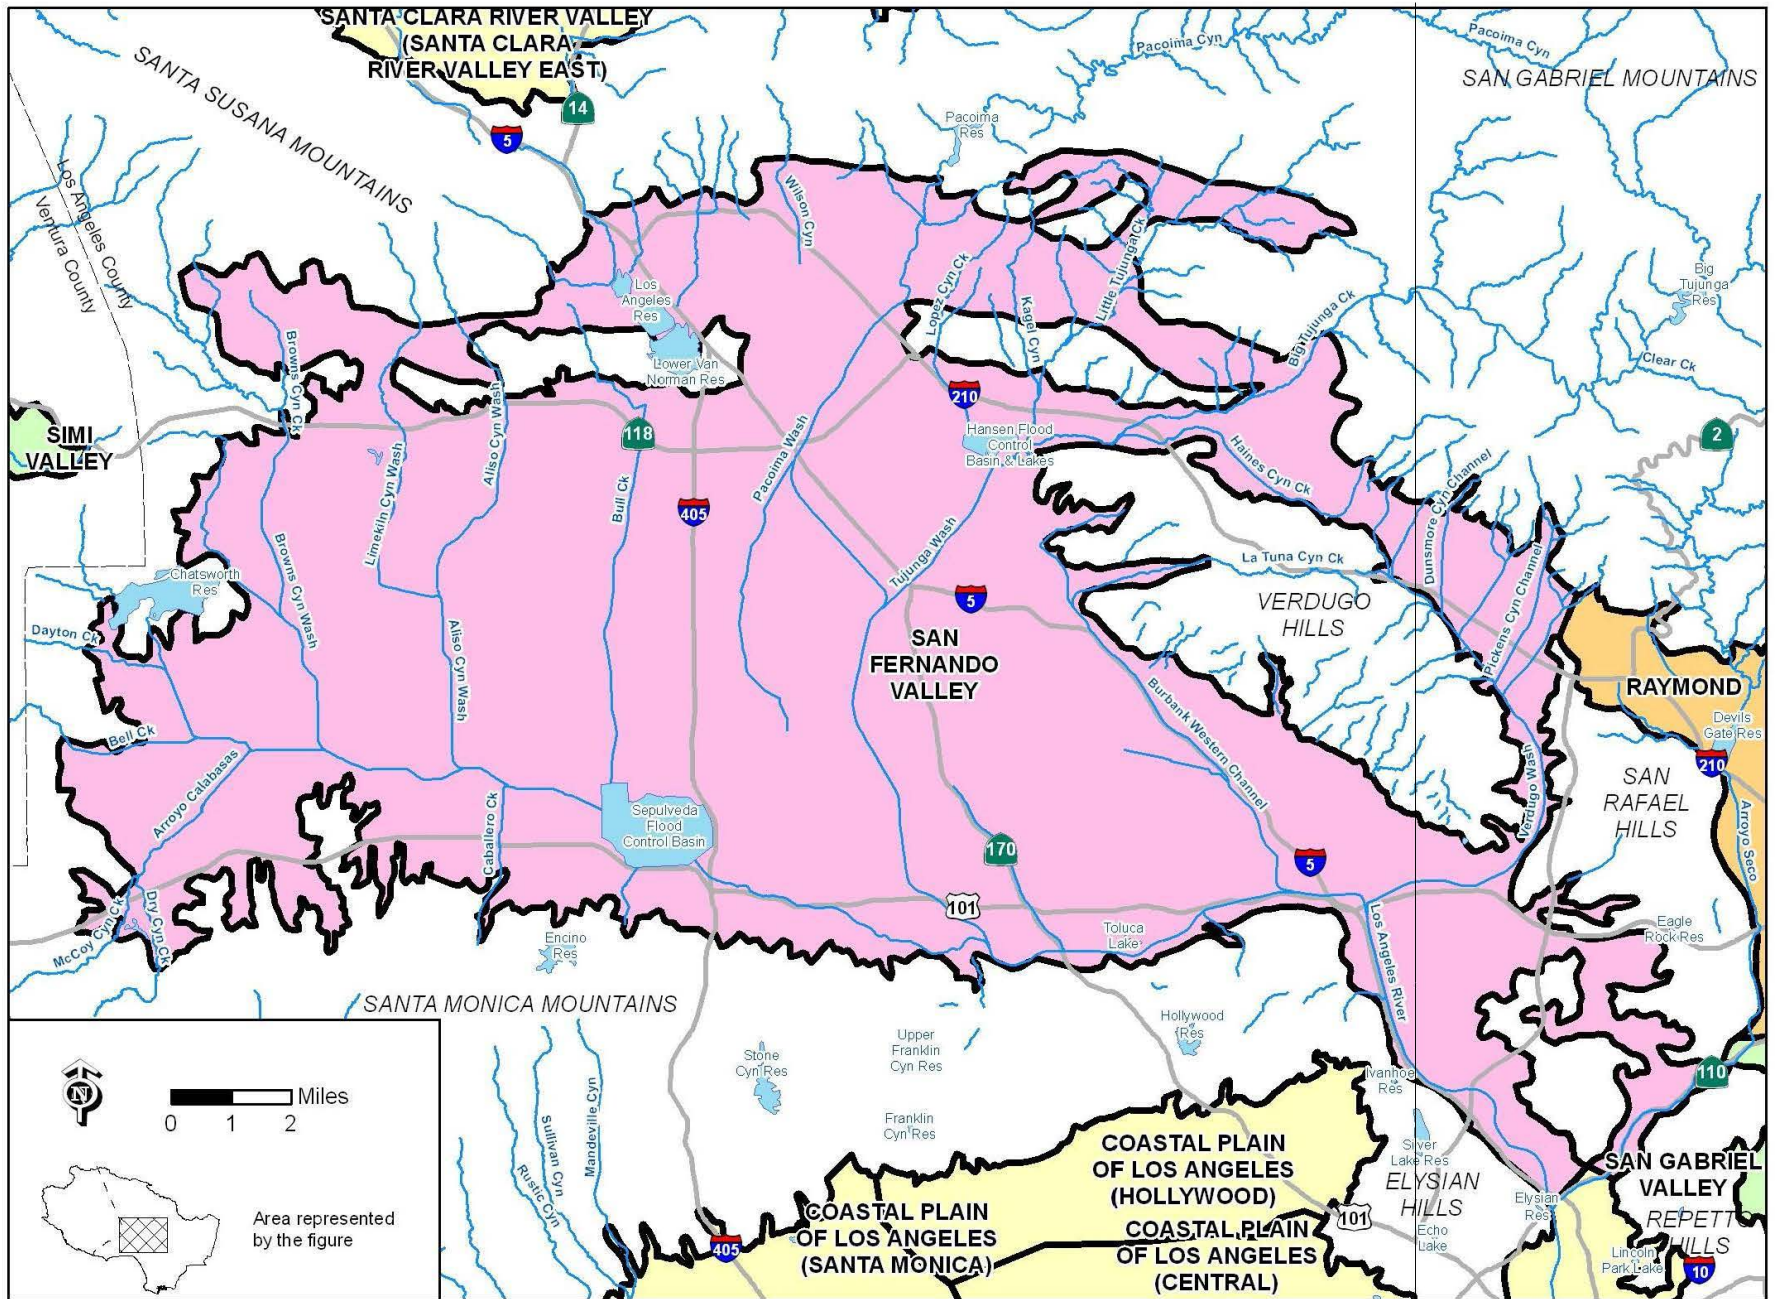 SANTA CLARA RIVER VALLEY
(SANTA CLARA
RIVER VALLEY EAST)
14
5
SANTA SUSANA MOUNTAINS
Pacoima Cyn
Pacoima Cyn
SAN GABRIEL MOUNTAINS
Pacoima
Res
Los Angeles County
Ventura County
Wilson Cyn
Lopez Cyn Ck
Kagel Cyn
Little Tujunga Ck
Big Tujunga Ck
Big
Tujunga
Res
Clear Ck
2
Los
Angeles
Res
Lower Van
Norman Res
Browns Cyn Ck
SIMI
VALLEY
118
210
Hansen Flood
Control
Basin & Lakes
Haines Cyn Ck
Limekiln Cyn Wash
Aliso Cyn Wash
Bull Ck
405
Pacoima Wash
Tujunga Wash
Dunsmore Cyn Channel
Pickens Cyn Channel
La Tuna Cyn Ck
Chatsworth
Res
Browns Cyn Wash
5
VERDUGO
HILLS
Dayton Ck
Aliso Cyn Wash
SAN
FERNANDO
VALLEY
RAYMOND
Devils
Gate Res
210
Bell Ck
Arroyo Calabasas
Burbank Western Channel
Verdugo Wash
SAN
RAFAEL
HILLS
Arroyo Seco
Caballero Ck
Sepulveda
Flood
Control Basin
170
5
101
McCoy Cyn Ck
Dry Cyn Ck
Encino
Res
Toluca
Lake
Los Angeles River
Eagle
Rock Res
SANTA MONICA MOUNTAINS
Hollywood
Res
Upper
Franklin
Cyn Res
Stone
Cyn Res
Franklin
Cyn Res
Ivanhoe
Res
110
N
0 1 2 Miles
Area represented
by the figure
Rustic Cyn
Sullivan Cyn
Mandeville Cyn
Silver
Lake Res
COASTAL PLAIN
OF LOS ANGELES
(HOLLYWOOD)
ELYSIAN
HILLS
SAN GABRIEL
VALLEY
Elysian
Res
REPETTO
HILLS
COASTAL PLAIN
OF LOS ANGELES
(SANTA MONICA)
COASTAL PLAIN
OF LOS ANGELES
(CENTRAL)
101
Echo
Lake
405
Lincoln
Park Lake
10